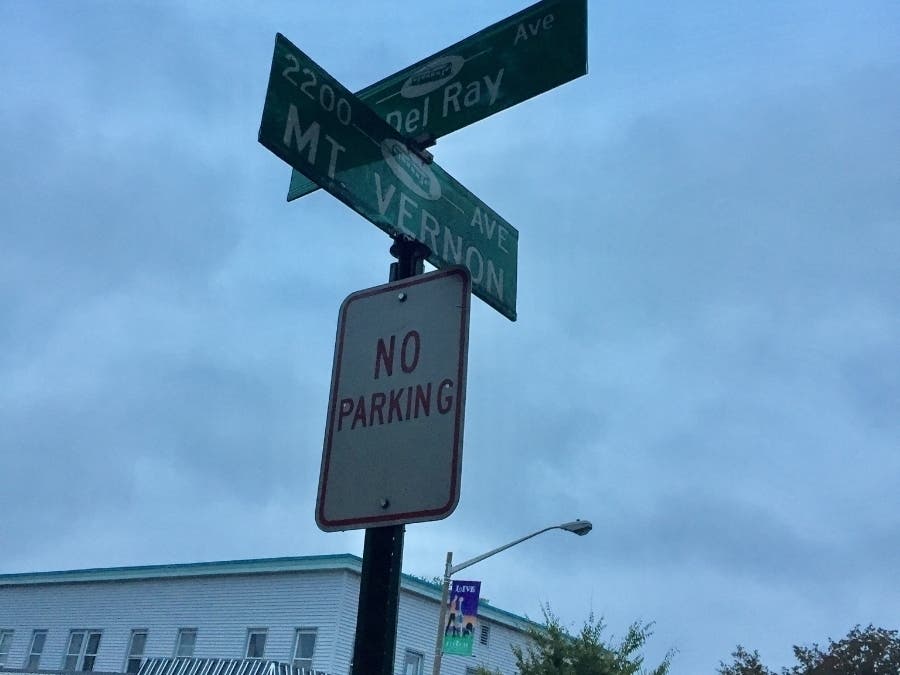 Ave
Del Ray
2200
AVE
MT VERNON
NO
PARKING